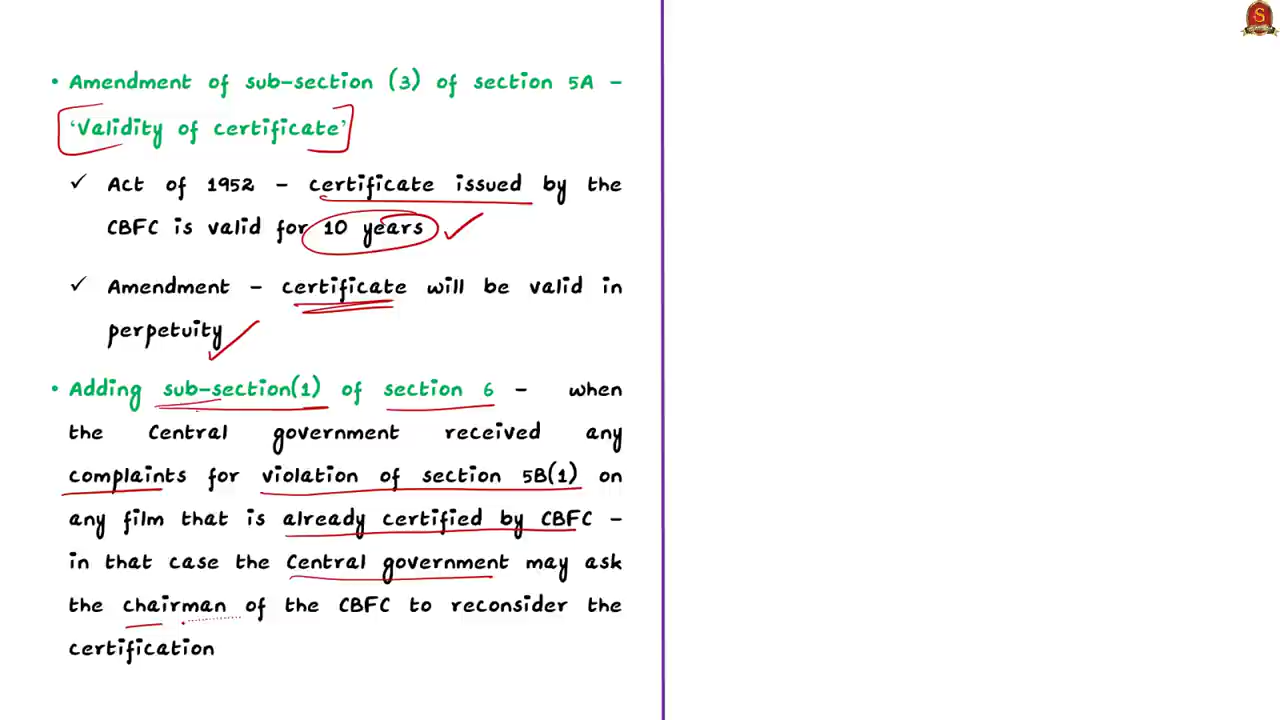 • Amendment of sub-section (3) of section 5A -
'Validity of certificate'
✓ Act of 1952 - certificate issued by the
CBFC is valid for 10 years
✓ Amendment - certificate will be valid in
perpetuity
• Adding sub-section(1) of section 6 - when
the Central government received any
complaints for violation of section 5B(1) on
any film that is already certified by CBFC -
in that case the Central government may ask
the chairman of the CBFC to reconsider the
certification